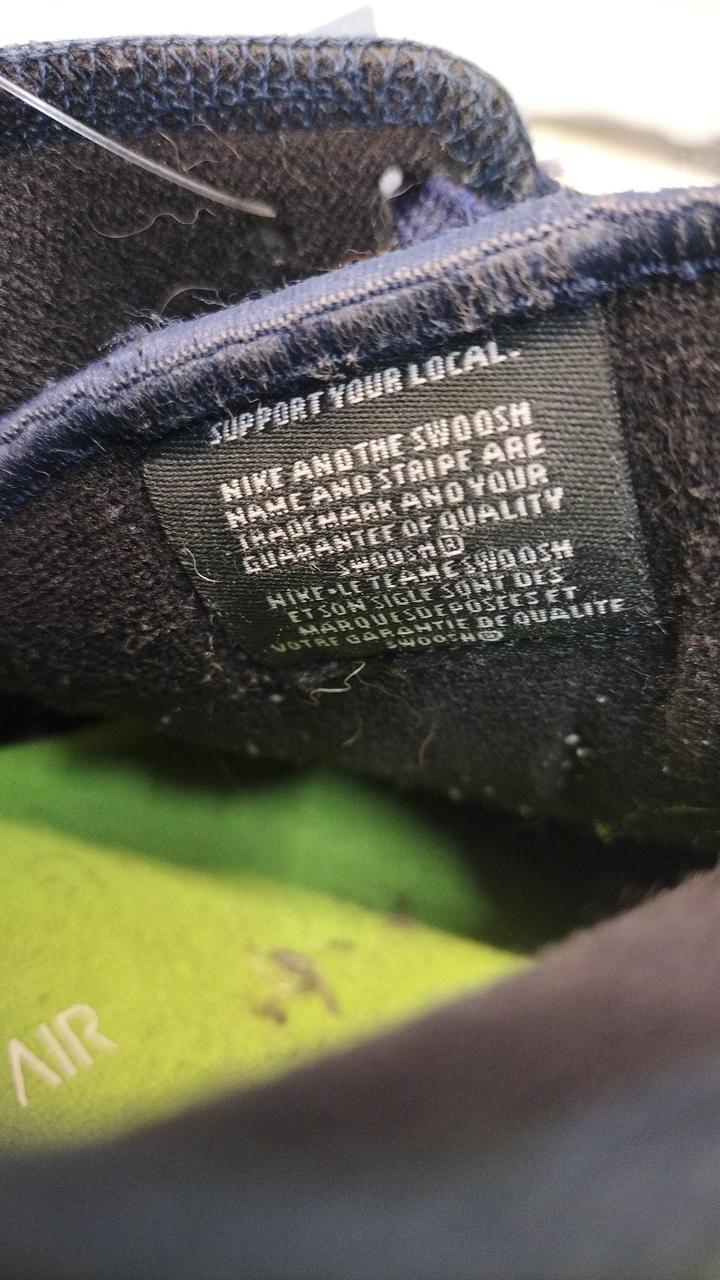 SUPPORT YOUR LOCAL.
NIKE AND THE SWOOSH
NAME AND STRIPE ARE
TRADEMARK AND YOUR
GUARANTEE OF QUALITY
SWOOSH®
NIKE•LE TEAME SWOOSH
ET SON SIGLE SONT DES
MARQUES DEPOSEES ET
VOTRE GARANTIE DE QUALITE
SWOOSH®
AIR